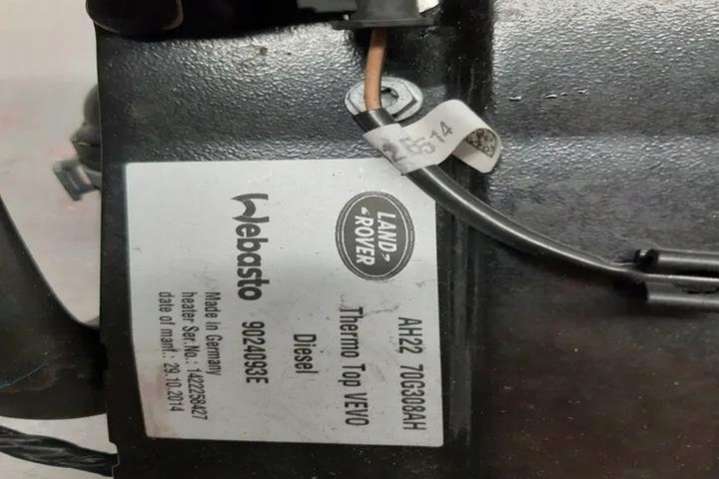 LAND
ROVER
AH22 70G308AH
Thermo Top VEVO
Diesel
Webasto 9024093E
Made in Germany
heater Ser.No.: 1422258427
date of manf.: 29.10.2014